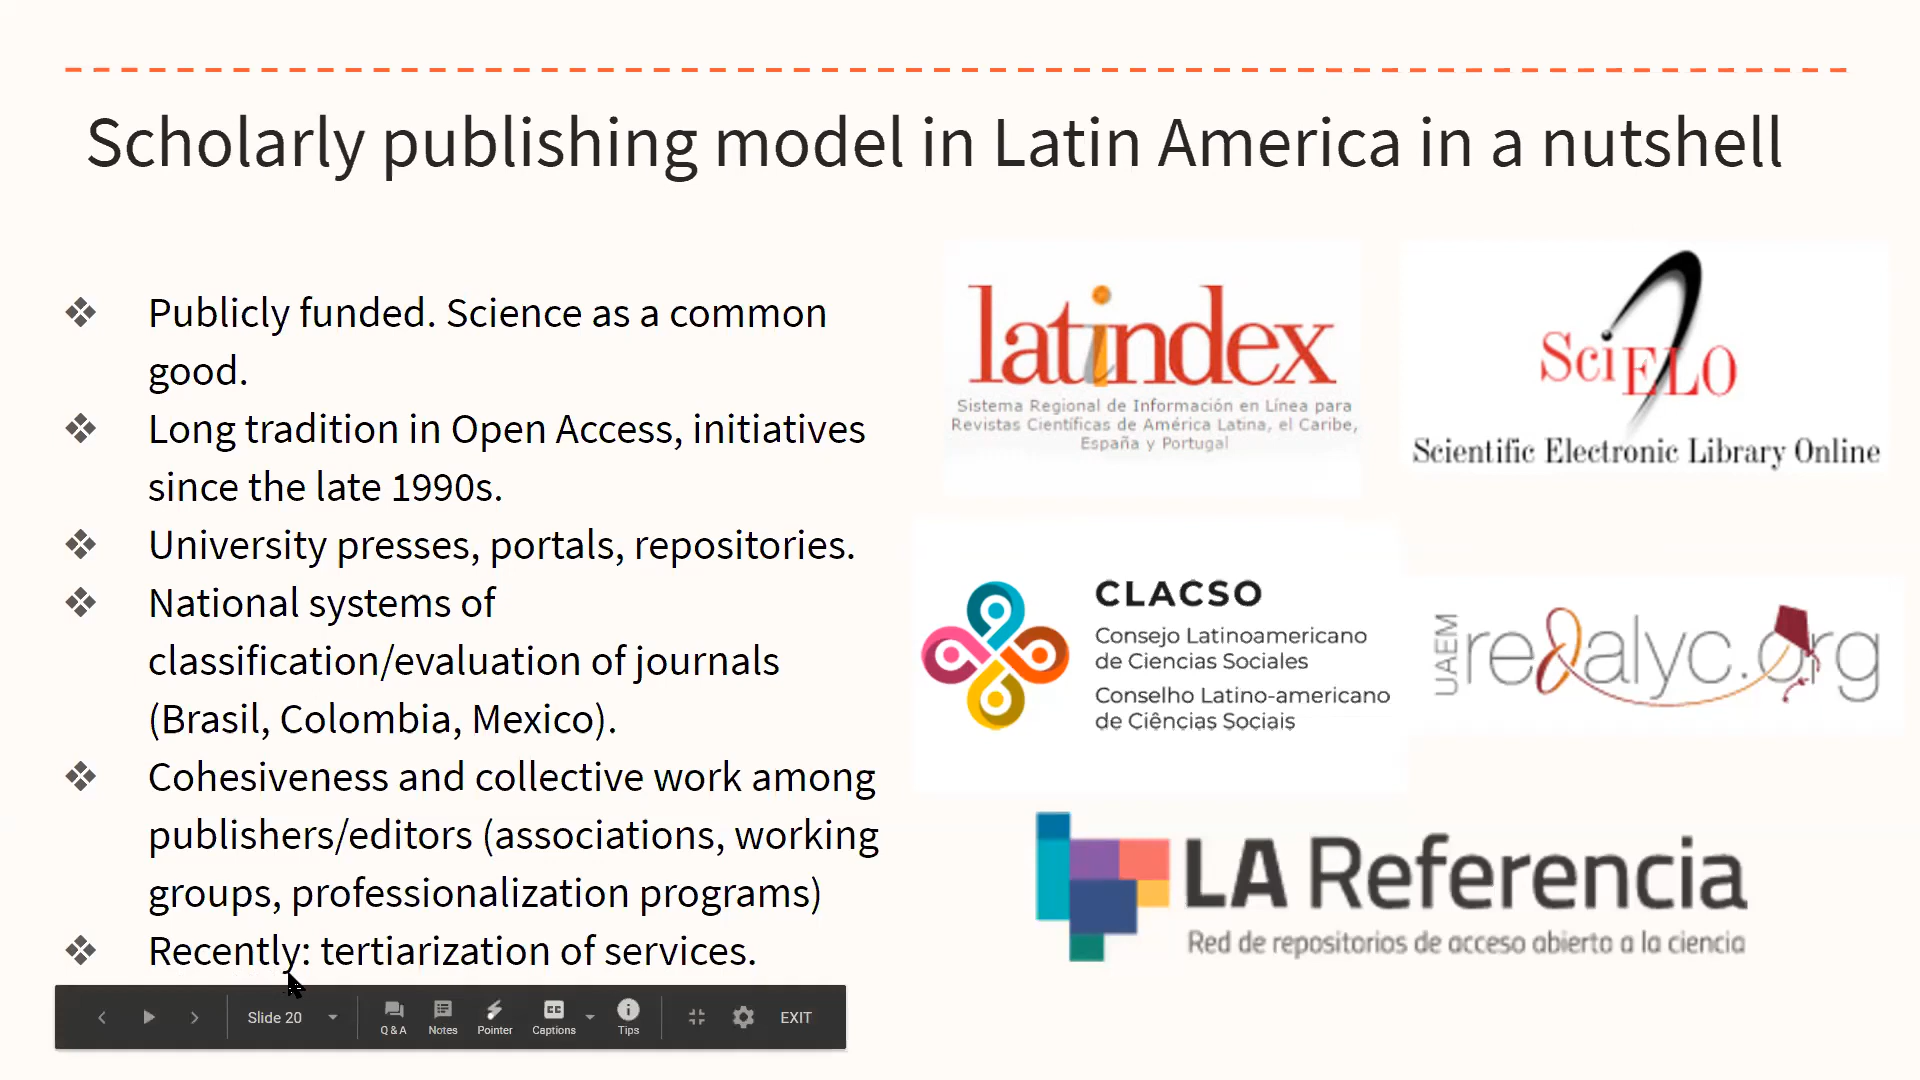 Scholarly publishing model in Latin America in a nutshell
Publicly funded. Science as a common
good.
Long tradition in Open Access, initiatives
since the late 1990s.
University presses, portals, repositories.
National systems of
classification/evaluation of journals
(Brasil, Colombia, Mexico).
Cohesiveness and collective work among
publishers/editors (associations, working
groups, professionalization programs)
Recently: tertiarization of services.
latindex
Sistema Regional de Información en Línea para
Revistas Científicas de América Latina, el Caribe,
España y Portugal
SciELO
Scientific Electronic Library Online
CLACSO
Consejo Latinoamericano
de Ciencias Sociales
Conselho Latino-americano
de Ciências Sociais
UAEM
redalyc.org
LA Referencia
Red de repositorios de acceso abierto a la ciencia
Slide 20
Q & A
Notes
Pointer
CC
Captions
Tips
EXIT